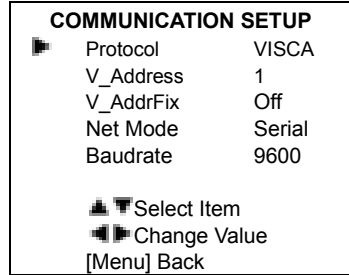 COMMUNICATION SETUP
Protocol VISCA
V_Address 1
V_AddrFix Off
Net Mode Serial
Baudrate 9600
Select Item
Change Value
[Menu] Back